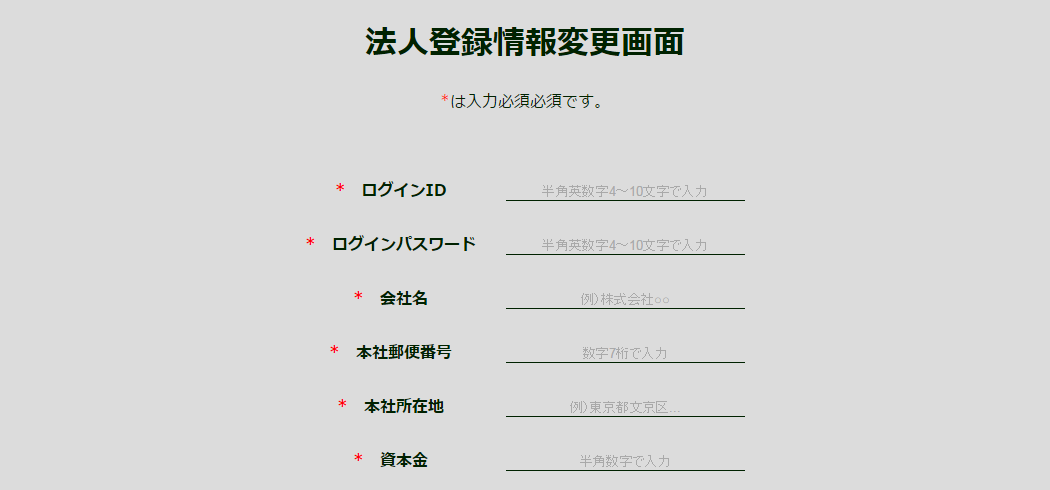 法人登録情報変更画面
*は入力必須必須です。
* ログインID 半角英数字4～10文字で入力
* ログインパスワード 半角英数字4～10文字で入力
* 会社名 例)株式会社○○
* 本社郵便番号 数字7桁で入力
* 本社所在地 例)東京都文京区...
* 資本金 半角数字で入力